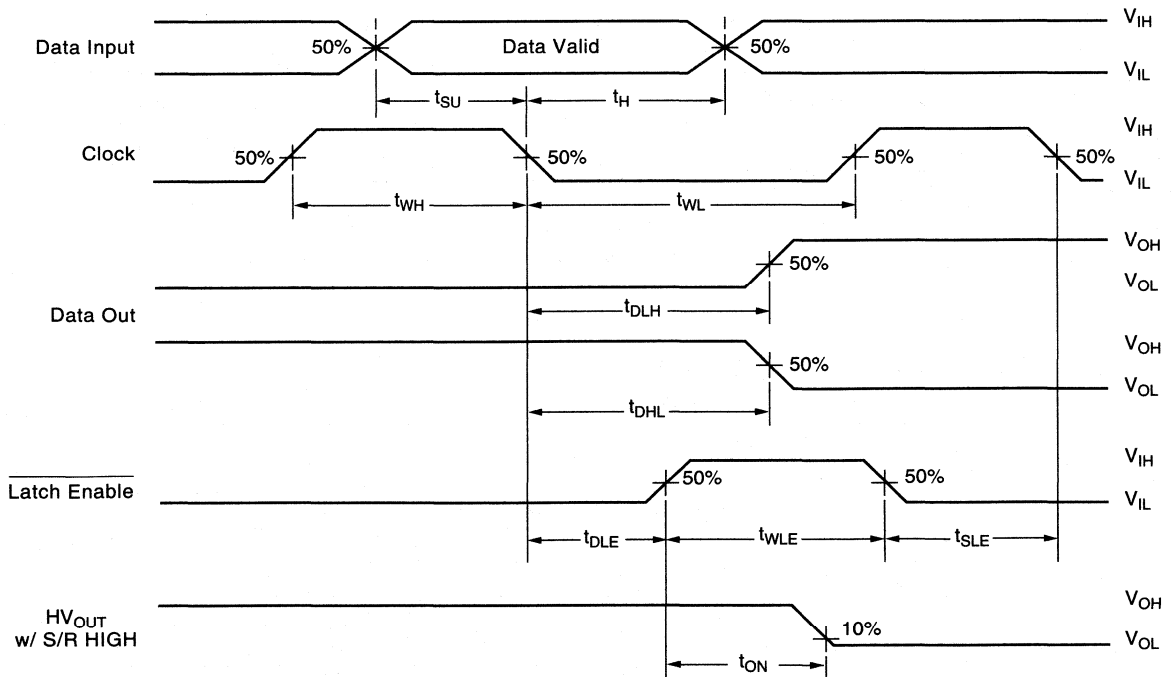 V_IH
Data Input 50% Data Valid 50%
V_IL
t_SU t_H
V_IH
Clock 50% 50% 50% 50%
V_IL
t_WH t_WL
V_OH
50%
V_OL
t_DLH
Data Out
V_OH
50%
V_OL
t_DHL
V_IH
Latch Enable 50% 50%
V_IL
t_DLE t_WLE t_SLE
HV_OUT V_OH
w/ S/R HIGH 10% V_OL
t_ON